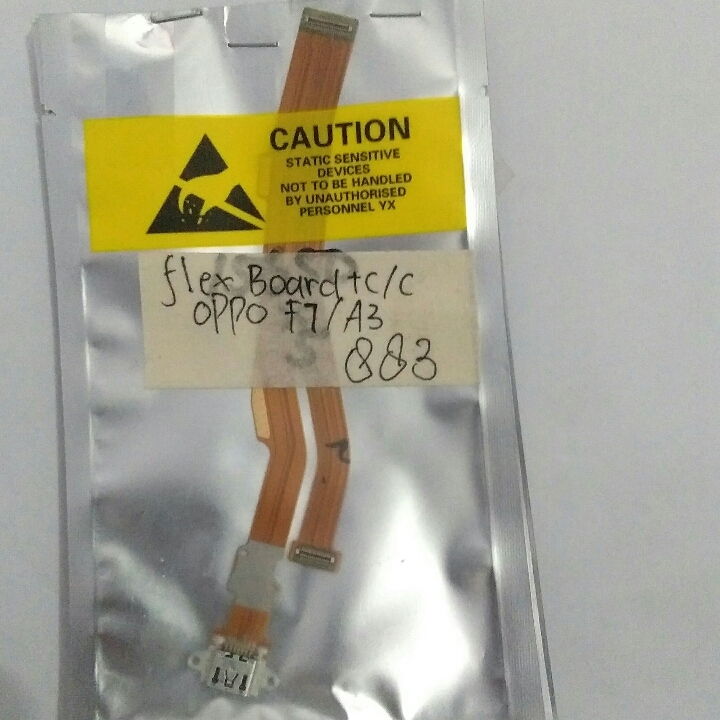 CAUTION
STATIC SENSITIVE
DEVICES
NOT TO BE HANDLED
BY UNAUTHORISED
PERSONNEL YX
flex Board+C/C
OPPO F7/A3
883